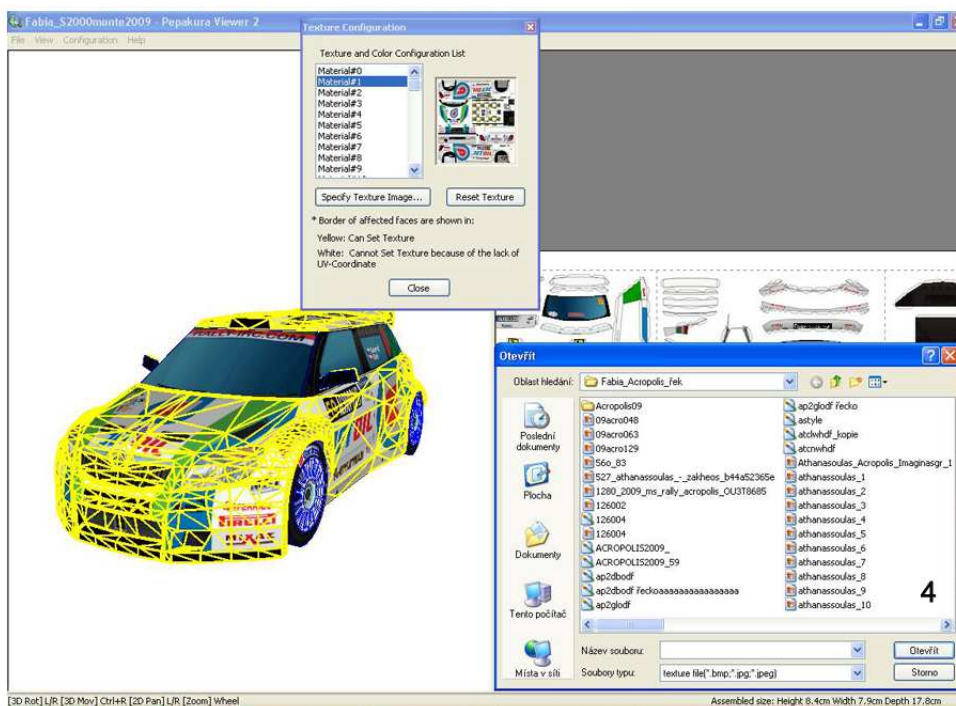 Fabia_S2000monte2009 - Pepakura Viewer 2
File View Configuration Help
Texture Configuration
Texture and Color Configuration List
Material#0
Material#1
Material#2
Material#3
Material#4
Material#5
Material#6
Material#7
Material#8
Material#9
Specify Texture Image...
Reset Texture
* Border of affected faces are shown in:
Yellow: Can Set Texture
White: Cannot Set Texture because of the lack of
UV-Coordinate
Close
Otevřít
Oblast hledání:
Fabia_Acropolis_řek
Poslední
dokumenty
Plocha
Dokumenty
Tento počítač
Místa v síti
Acropolis09
09acro048
09acro063
09acro129
56o_83
527_athanassoulas_-_zakheos_b44a52365e
1280_2009_ms_rally_acropolis_OU3T8685
126002
126004
126004
ACROPOLIS2009_
ACROPOLIS2009_59
ap2dbodf
ap2dbodf řeckoaaaaaaaaaaaaaaaa
ap2glodf
ap2glodf řecko
astyle
atclwhdf_kopie
atcnwhdf
Athanasoulas_Acropolis_Imaginasgr_1
athanassoulas_1
athanassoulas_2
athanassoulas_3
athanassoulas_4
athanassoulas_5
athanassoulas_6
athanassoulas_7
athanassoulas_8
athanassoulas_9
athanassoulas_10
4
Název souboru:
Otevřít
Soubory typu:
texture file(*.bmp;*.jpg;*.jpeg)
Storno
OIL
[3D Rot] L/R [3D Mov] Ctrl+R [2D Pan] L/R [Zoom] Wheel
Assembled size: Height 8.4cm Width 7.9cm Depth 17.8cm